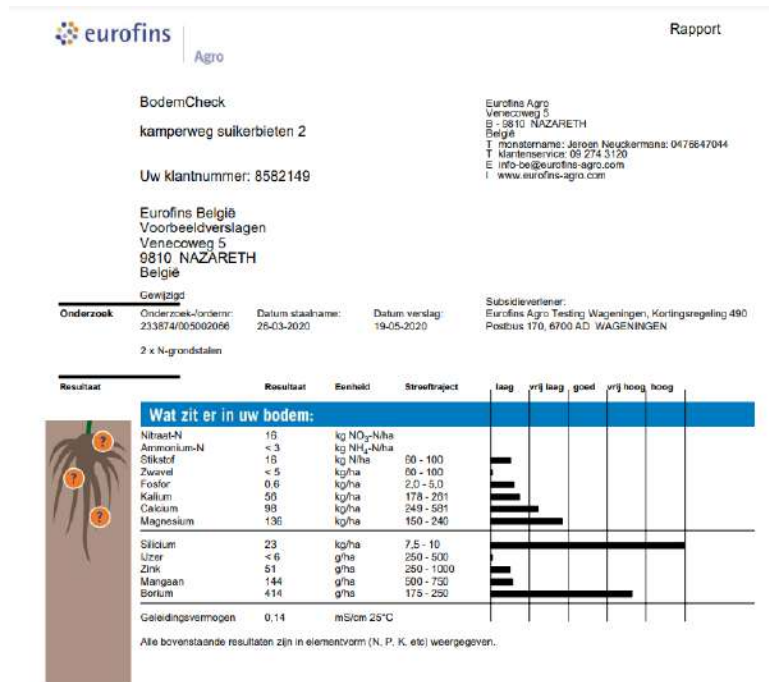 eurofins
Agro
Rapport
BodemCheck
kamperweg suikerbieten 2
Uw klantnummer: 8582149
Eurofins Agro
Venecoweg 5
B - 9810 NAZARETH
België
T monstername: Jeroen Neuckermans: 0476847044
T klantenservice: 09 274 3120
E info-be@eurofins-agro.com
I www.eurofins-agro.com
Eurofins België
Voorbeeldverslagen
Venecoweg 5
9810 NAZARETH
België
Gewijzigd
Onderzoek Onderzoek-/ordernr: Datum staalname: Datum verslag: Subsidieverlener:
233874/005002066 26-03-2020 19-05-2020 Eurofins Agro Testing Wageningen, Kortingsregeling 490
Postbus 170, 6700 AD WAGENINGEN
2 x N-grondstalen
Resultaat Resultaat Eenheid Streeftraject laag vrij laag goed vrij hoog hoog
Wat zit er in uw bodem:
Nitraat-N 16 kg NO3-N/ha
Ammonium-N < 3 kg NH4-N/ha
Stikstof 16 kg N/ha 60 - 100
Zwavel < 5 kg/ha 60 - 100
Fosfor 0,6 kg/ha 2,0 - 5,0
Kalium 56 kg/ha 178 - 261
Calcium 98 kg/ha 249 - 581
Magnesium 136 kg/ha 150 - 240
Silicium 23 kg/ha 7,5 - 10
IJzer < 6 g/ha 250 - 500
Zink 51 g/ha 250 - 1000
Mangaan 144 g/ha 500 - 750
Borium 414 g/ha 175 - 250
Geleidingsvermogen 0,14 mS/cm 25°C
Alle bovenstaande resultaten zijn in elementvorm (N, P, K, etc) weergegeven.
?
?
?